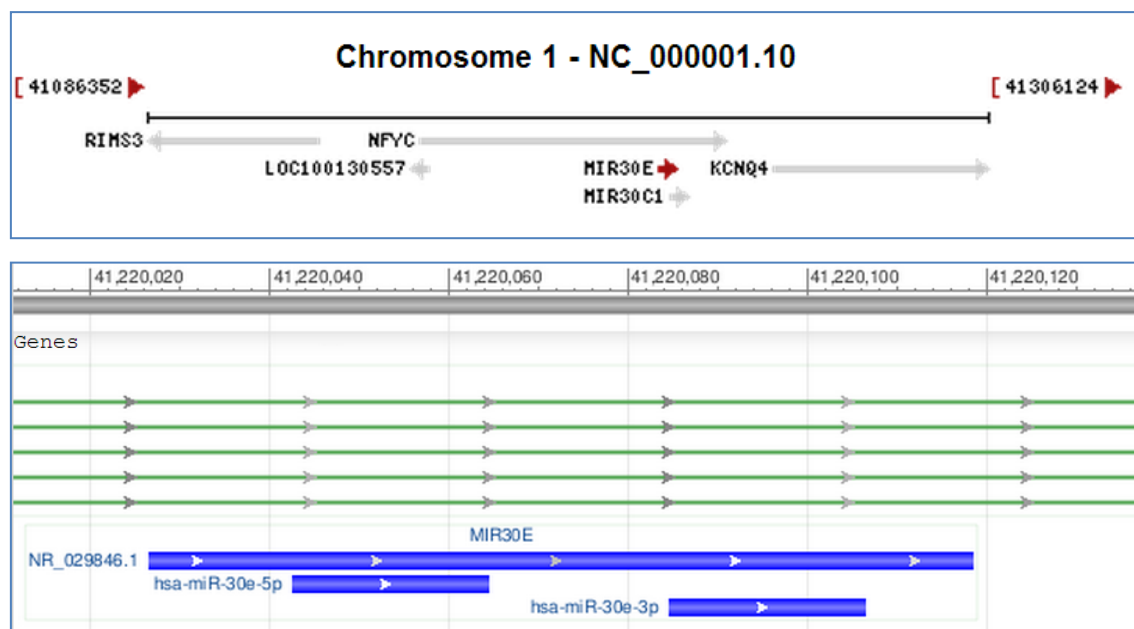 Chromosome 1 - NC_000001.10
[ 41086352
[ 41306124
RIMS3
NFYC
LOC100130557
MIR30E
KCNQ4
MIR30C1
41,220,020
41,220,040
41,220,060
41,220,080
41,220,100
41,220,120
Genes
MIR30E
NR_029846.1
hsa-miR-30e-5p
hsa-miR-30e-3p